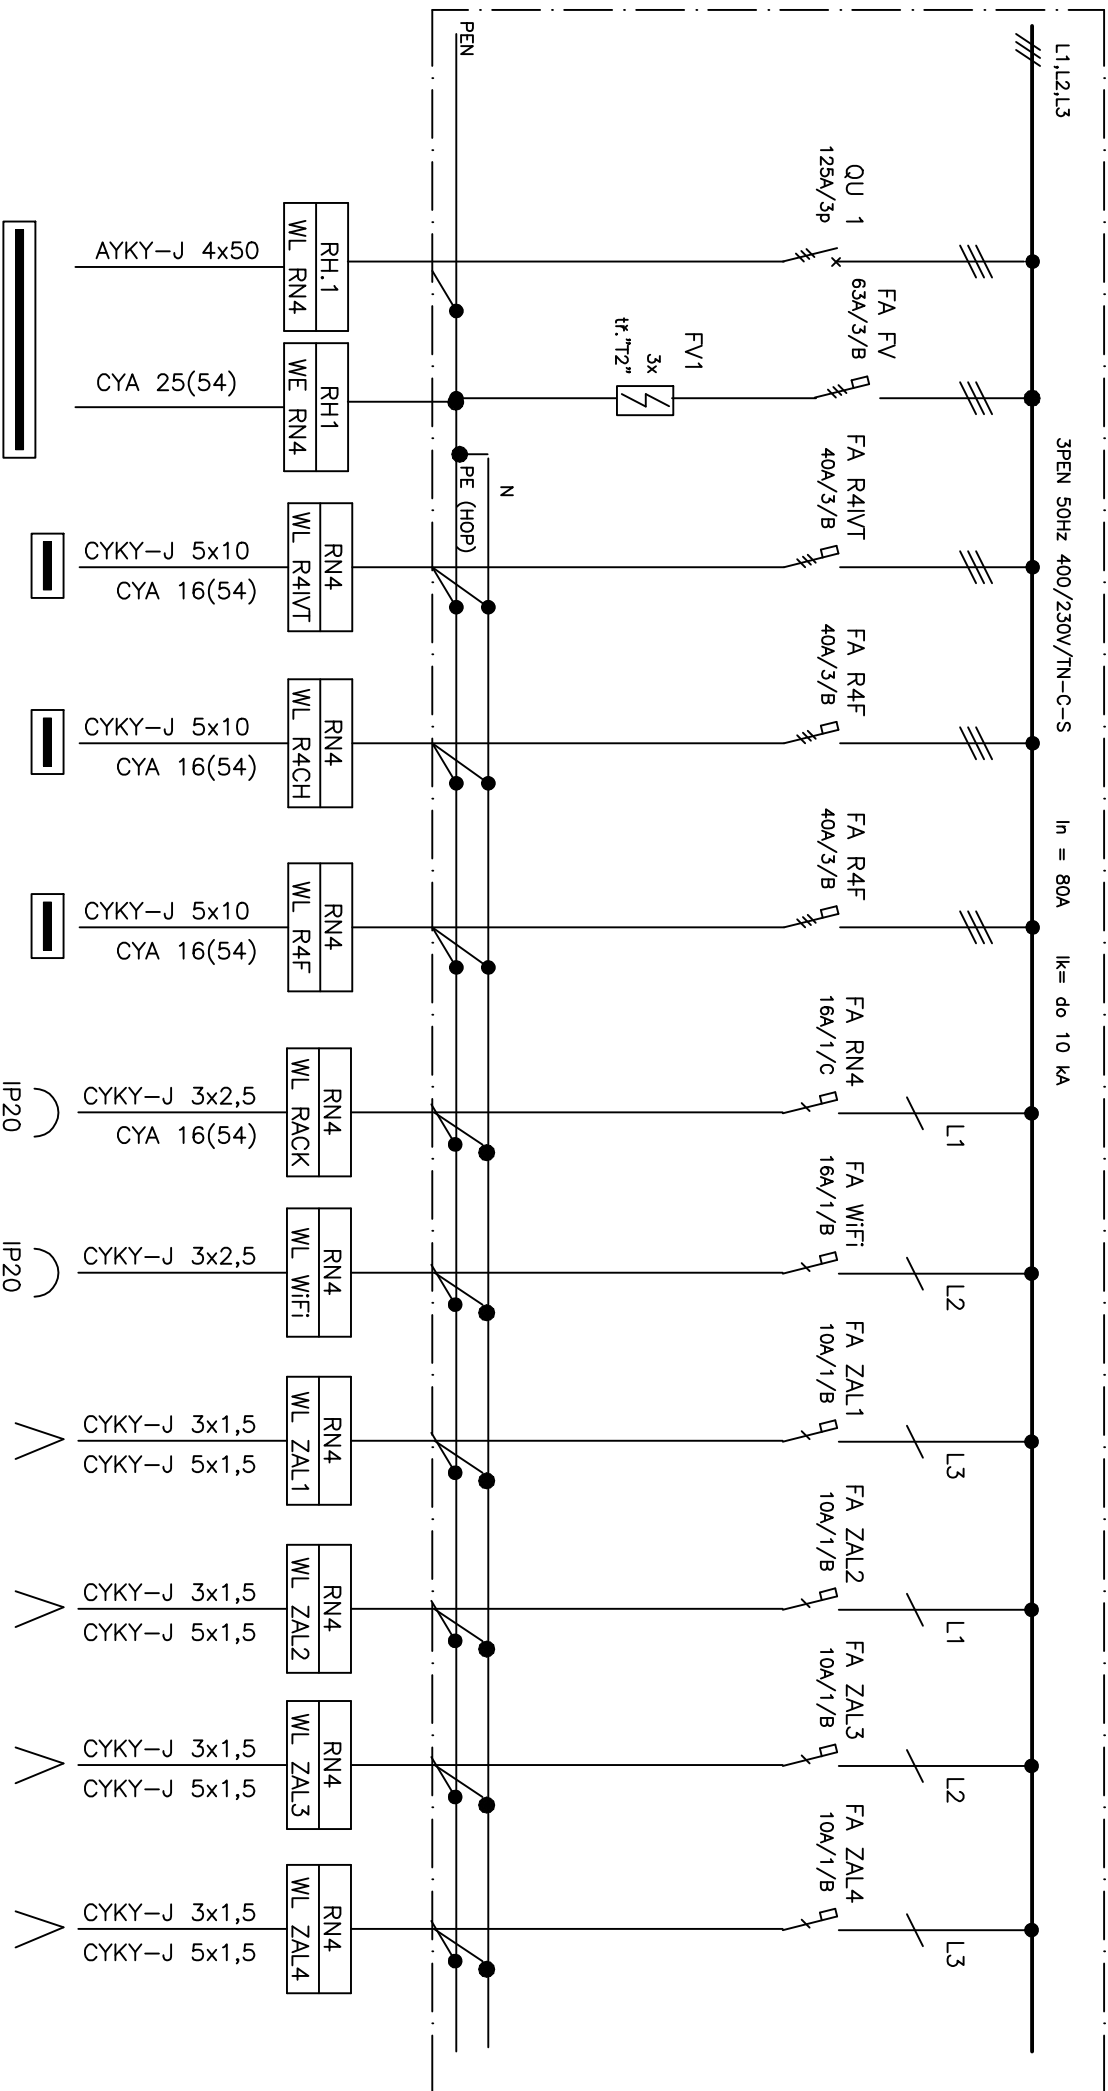 L1,L2,L3
3PEN 50Hz 400/230V/TN-C-S
In = 80A
Ik= do 10 kA
PEN
QU 1
125A/3p
RH.1
WL RN4
AYKY-J 4x50
FA FV
63A/3/B
FV1
3x
tř."T2"
RH1
WE RN4
CYA 25(54)
N
PE (HOP)
FA R4IVT
40A/3/B
RN4
WL R4IVT
CYKY-J 5x10
CYA 16(54)
FA R4F
40A/3/B
RN4
WL R4CH
CYKY-J 5x10
CYA 16(54)
FA R4F
40A/3/B
RN4
WL R4F
CYKY-J 5x10
CYA 16(54)
L1
FA RN4
16A/1/C
RN4
WL RACK
CYKY-J 3x2,5
CYA 16(54)
IP20
L2
FA WiFi
16A/1/B
RN4
WL WiFi
CYKY-J 3x2,5
IP20
L3
FA ZAL1
10A/1/B
RN4
WL ZAL1
CYKY-J 3x1,5
CYKY-J 5x1,5
L1
FA ZAL2
10A/1/B
RN4
WL ZAL2
CYKY-J 3x1,5
CYKY-J 5x1,5
L2
FA ZAL3
10A/1/B
RN4
WL ZAL3
CYKY-J 3x1,5
CYKY-J 5x1,5
L3
FA ZAL4
10A/1/B
RN4
WL ZAL4
CYKY-J 3x1,5
CYKY-J 5x1,5